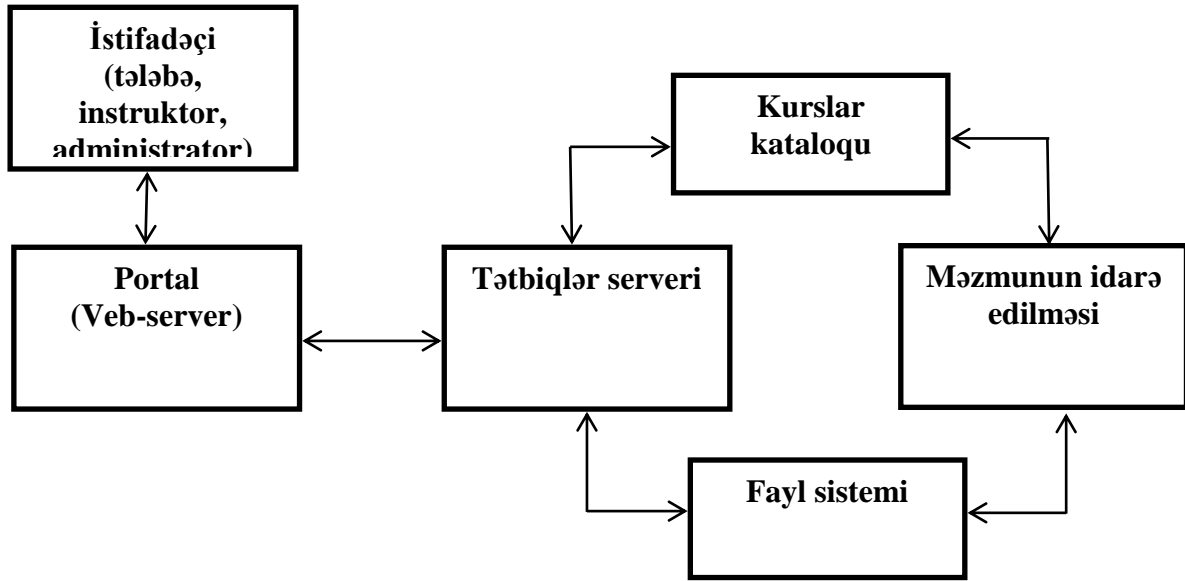 İstifadəçi
(tələbə,
instruktor,
administrator)
Kurslar
kataloqu
Portal
(Veb-server)
Tətbiqlər serveri
Məzmunun idarə
edilməsi
Fayl sistemi